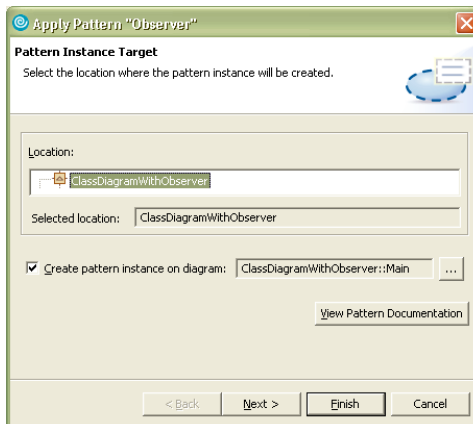 Apply Pattern "Observer"
Pattern Instance Target
Select the location where the pattern instance will be created.
Location:
ClassDiagramWithObserver
Selected location: ClassDiagramWithObserver
Create pattern instance on diagram: ClassDiagramWithObserver::Main ...
View Pattern Documentation
< Back Next > Finish Cancel